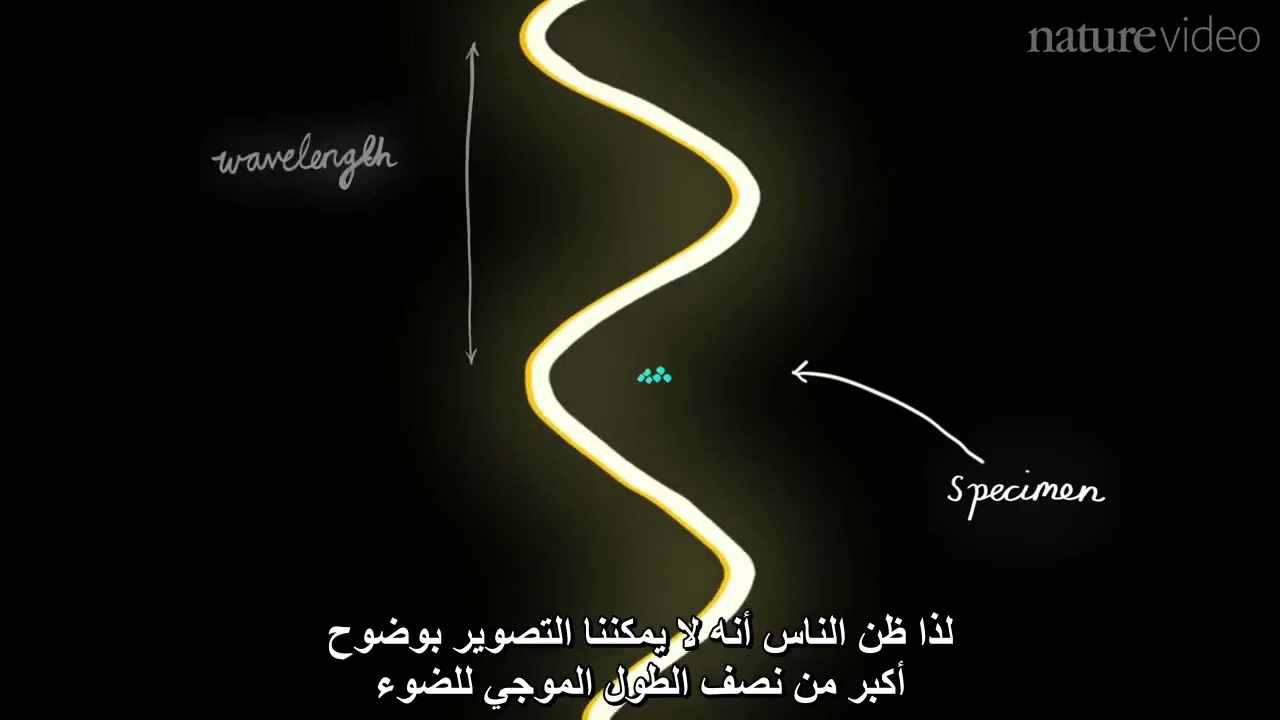 naturevideo
wavelength
specimen
لذا ظن الناس أنه لا يمكننا التصوير بوضوح
أكبر من نصف الطول الموجي للضوء